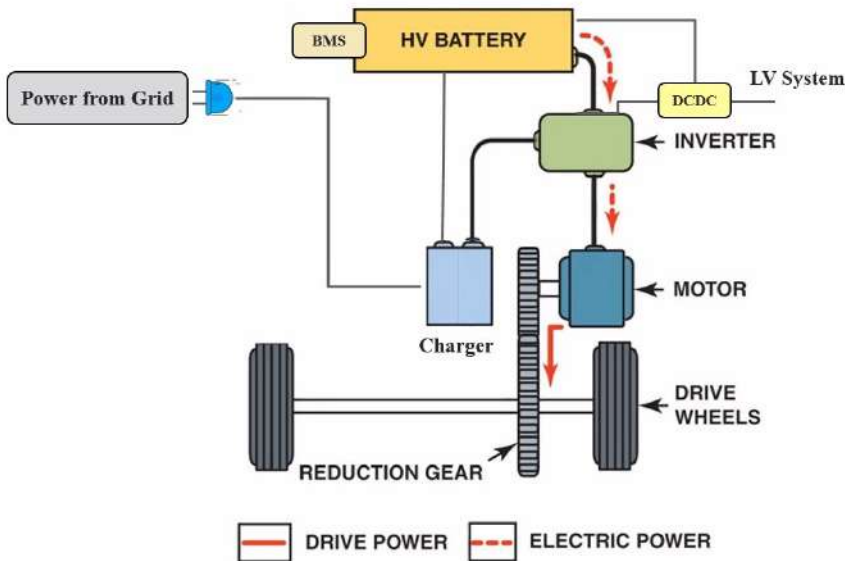 BMS
HV BATTERY
Power from Grid
LV System
DCDC
INVERTER
MOTOR
Charger
DRIVE
WHEELS
REDUCTION GEAR
DRIVE POWER
ELECTRIC POWER